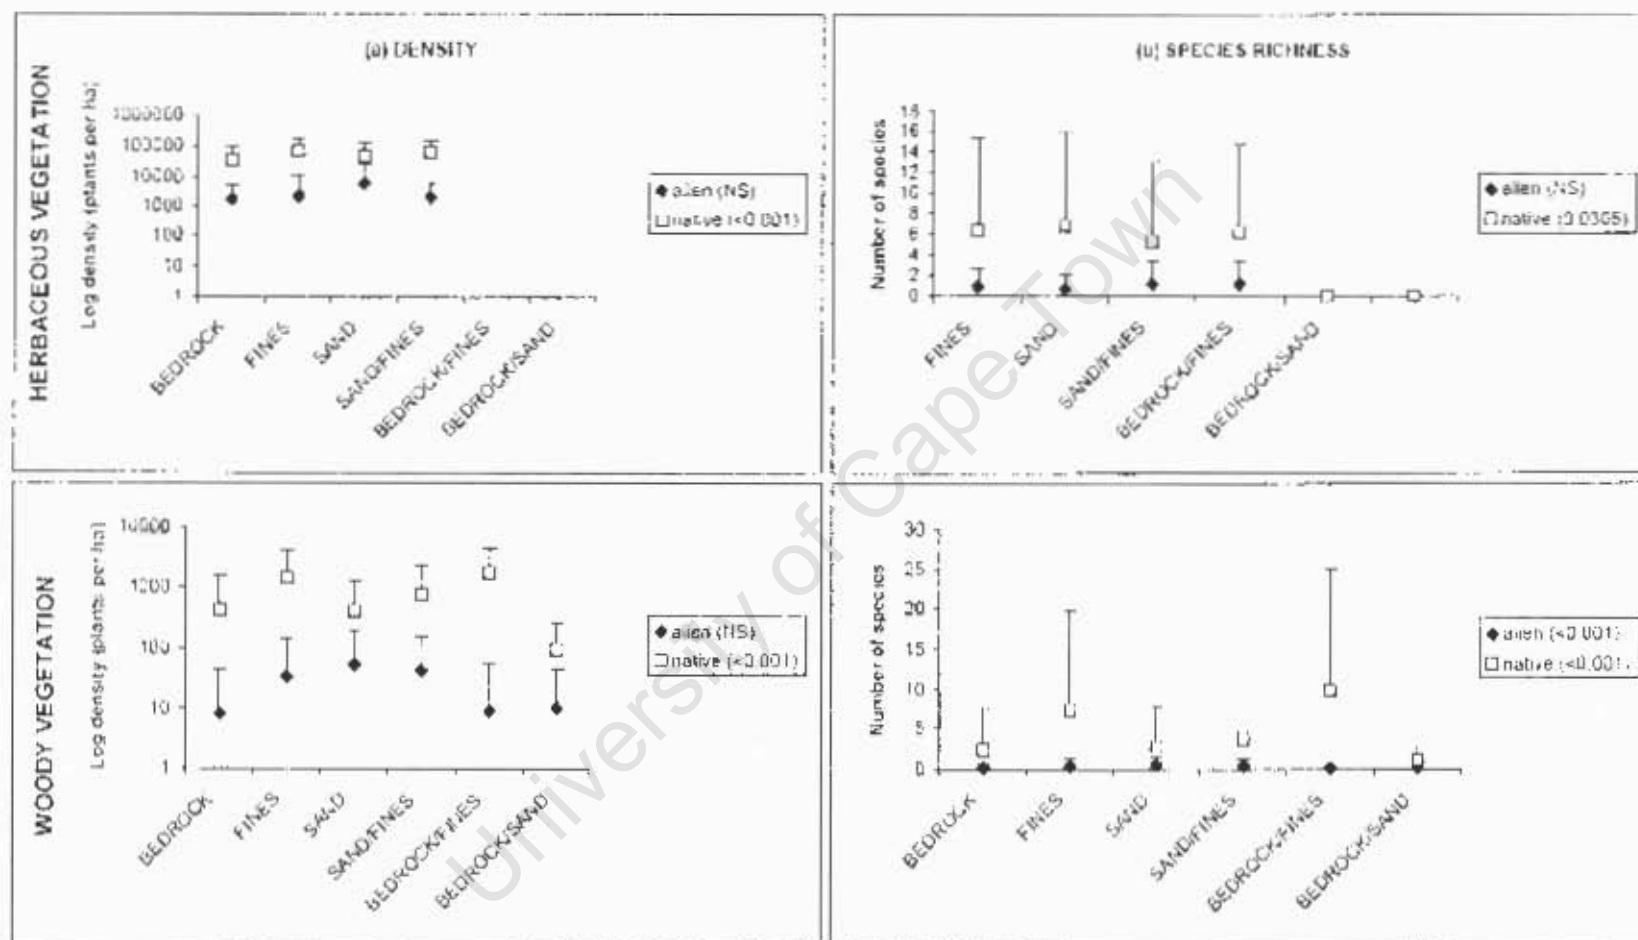 HERBACEOUS VEGETATION
(a) DENSITY
Log density (plants per ha)
1000000
100000
10000
1000
100
10
1
BEDROCK
FINES
SAND
SAND/FINES
BEDROCK/FINES
BEDROCK/SAND
alien (NS)
native (<0.001)
SPECIES RICHNESS
Number of species
18
16
14
12
10
8
6
4
2
0
FINES
SAND
SAND/FINES
BEDROCK/FINES
BEDROCK/SAND
alien (NS)
native
WOODY VEGETATION
Log density (plants per ha)
10000
1000
100
10
1
BEDROCK
FINES
SAND
SAND/FINES
BEDROCK/FINES
BEDROCK/SAND
alien (NS)
native (<0.001)
Number of species
30
25
20
15
10
5
0
BEDROCK
FINES
SAND
SAND/FINES
BEDROCK/FINES
BEDROCK/SAND
alien (<0.001)
native (<0.001)
University of Cape Town